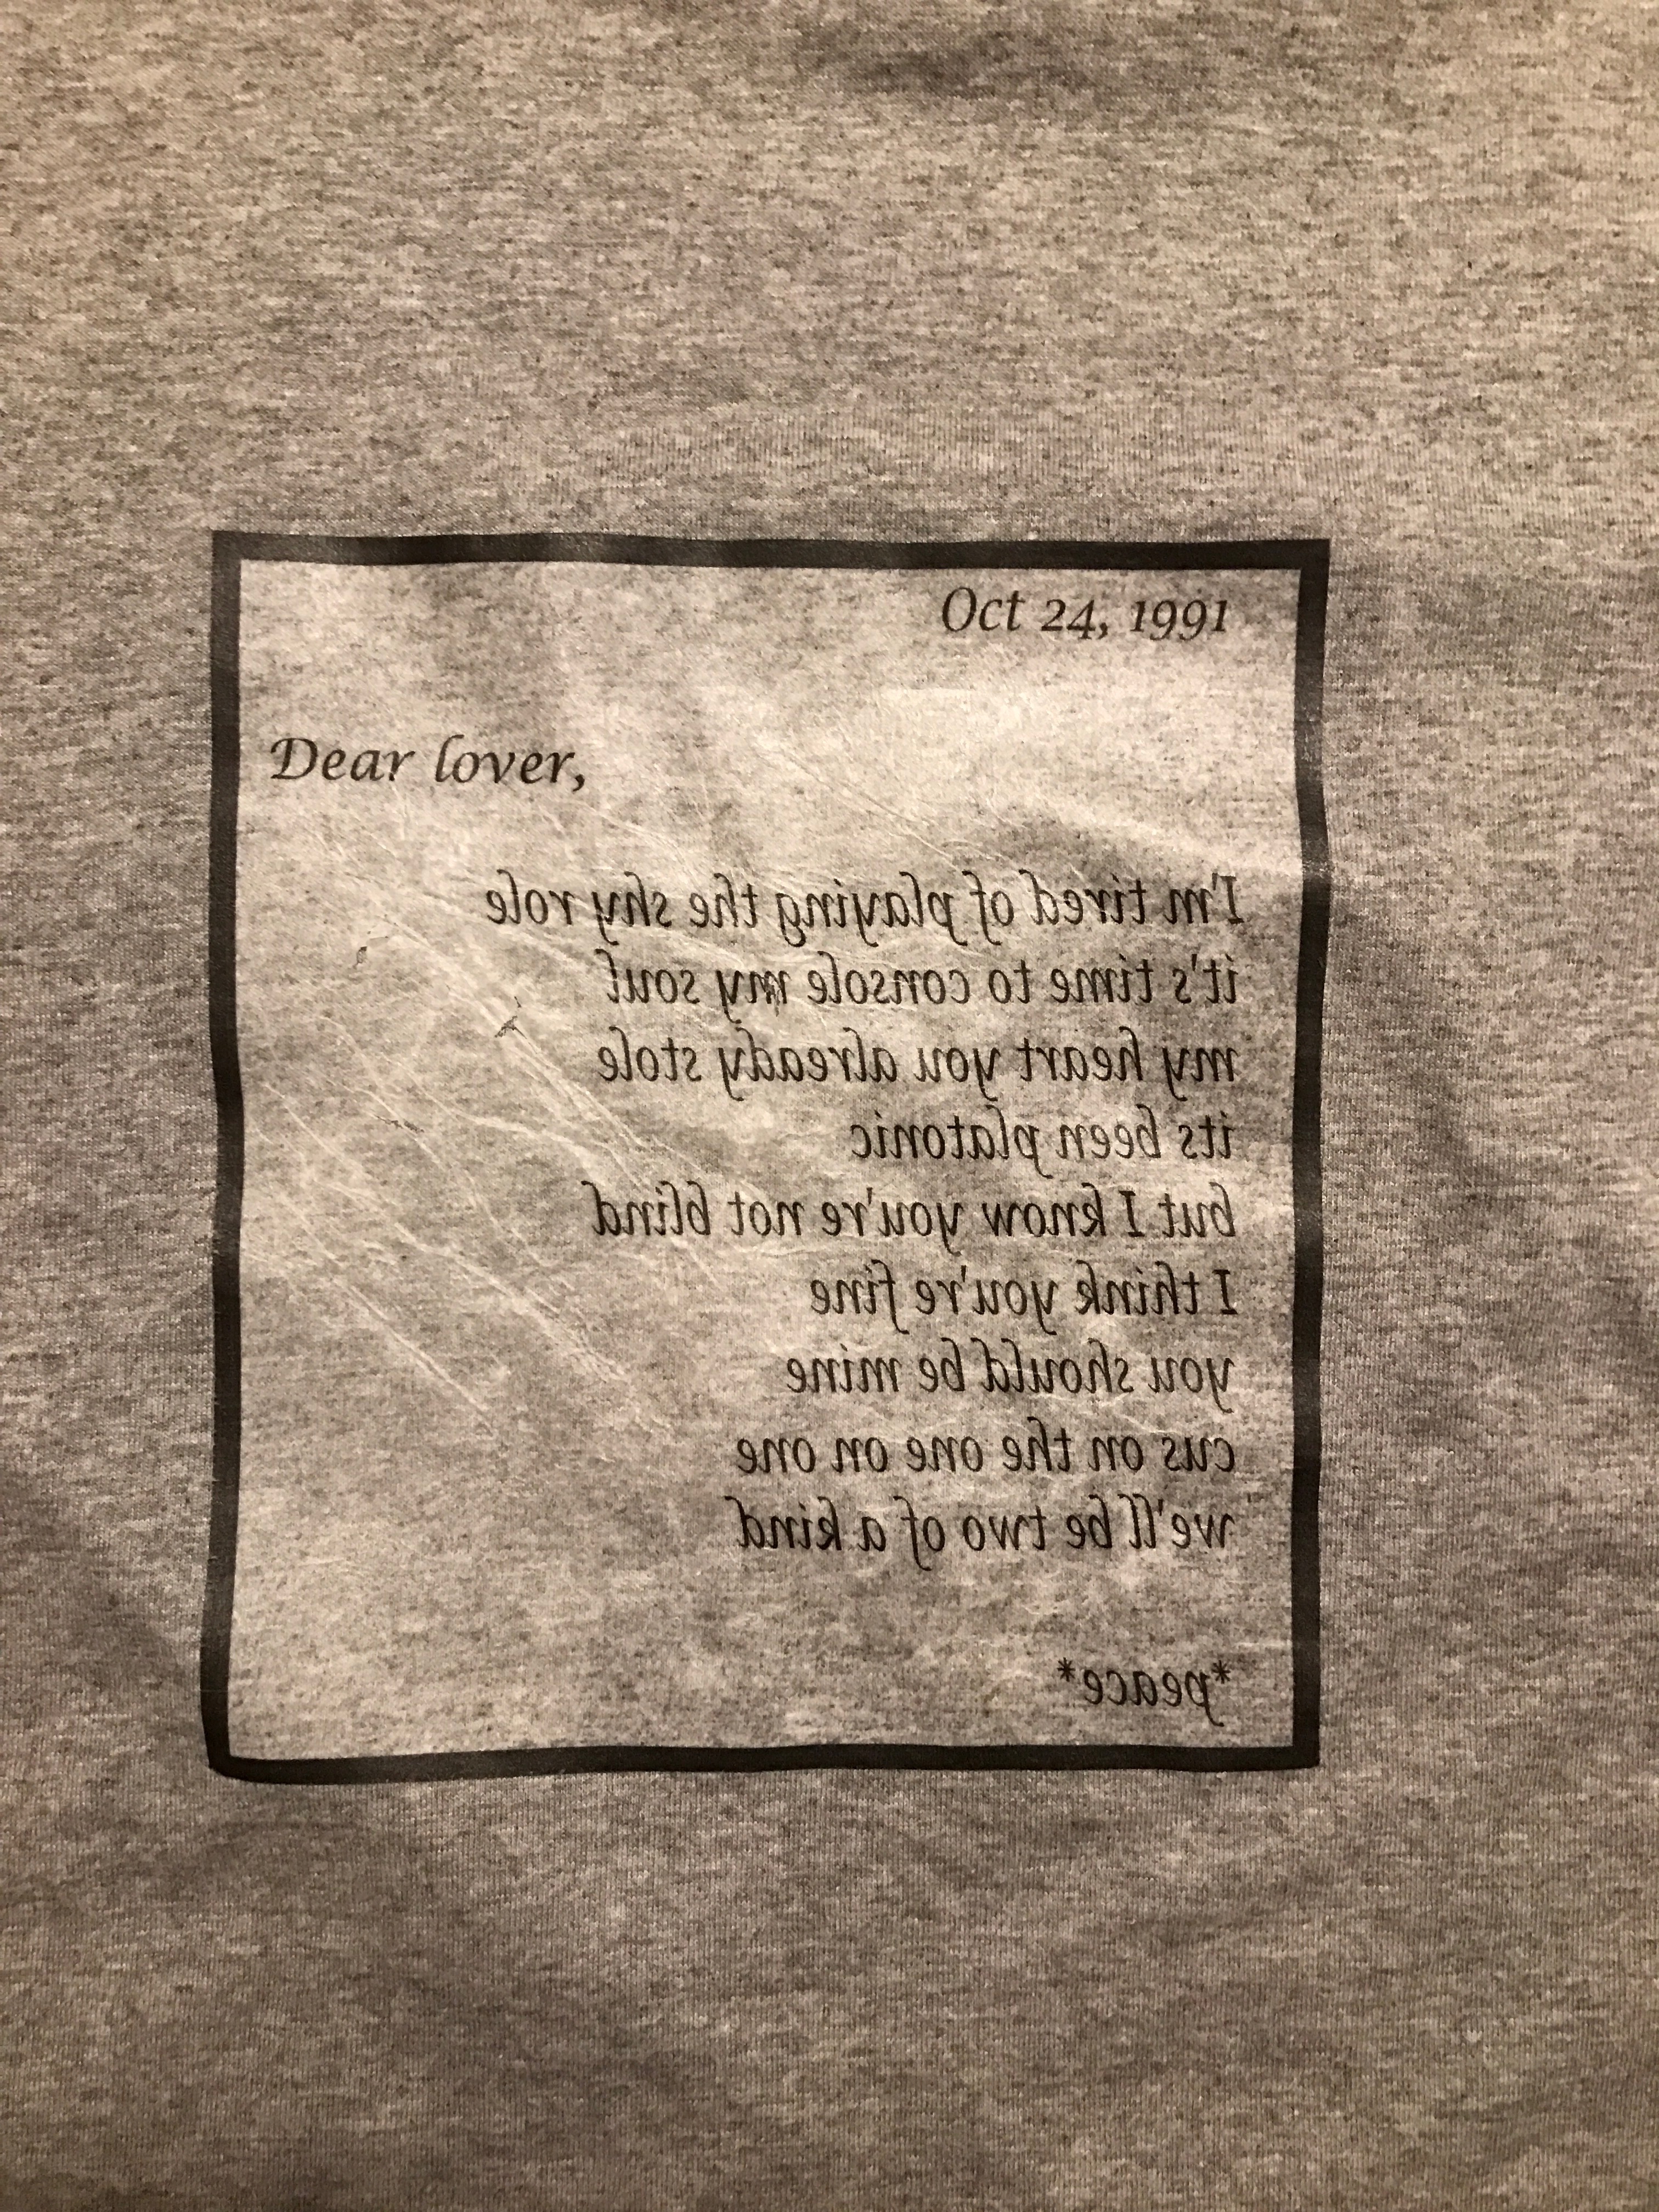 Oct 24, 1991
Dear lover,
I'm tired of playing the shy role
it's time to console my soul
my heart you already stole
its been platonic
but I know you're not blind
I think you're fine
you should be mine
cus on the one on one
we'll be two of a kind
*peace*